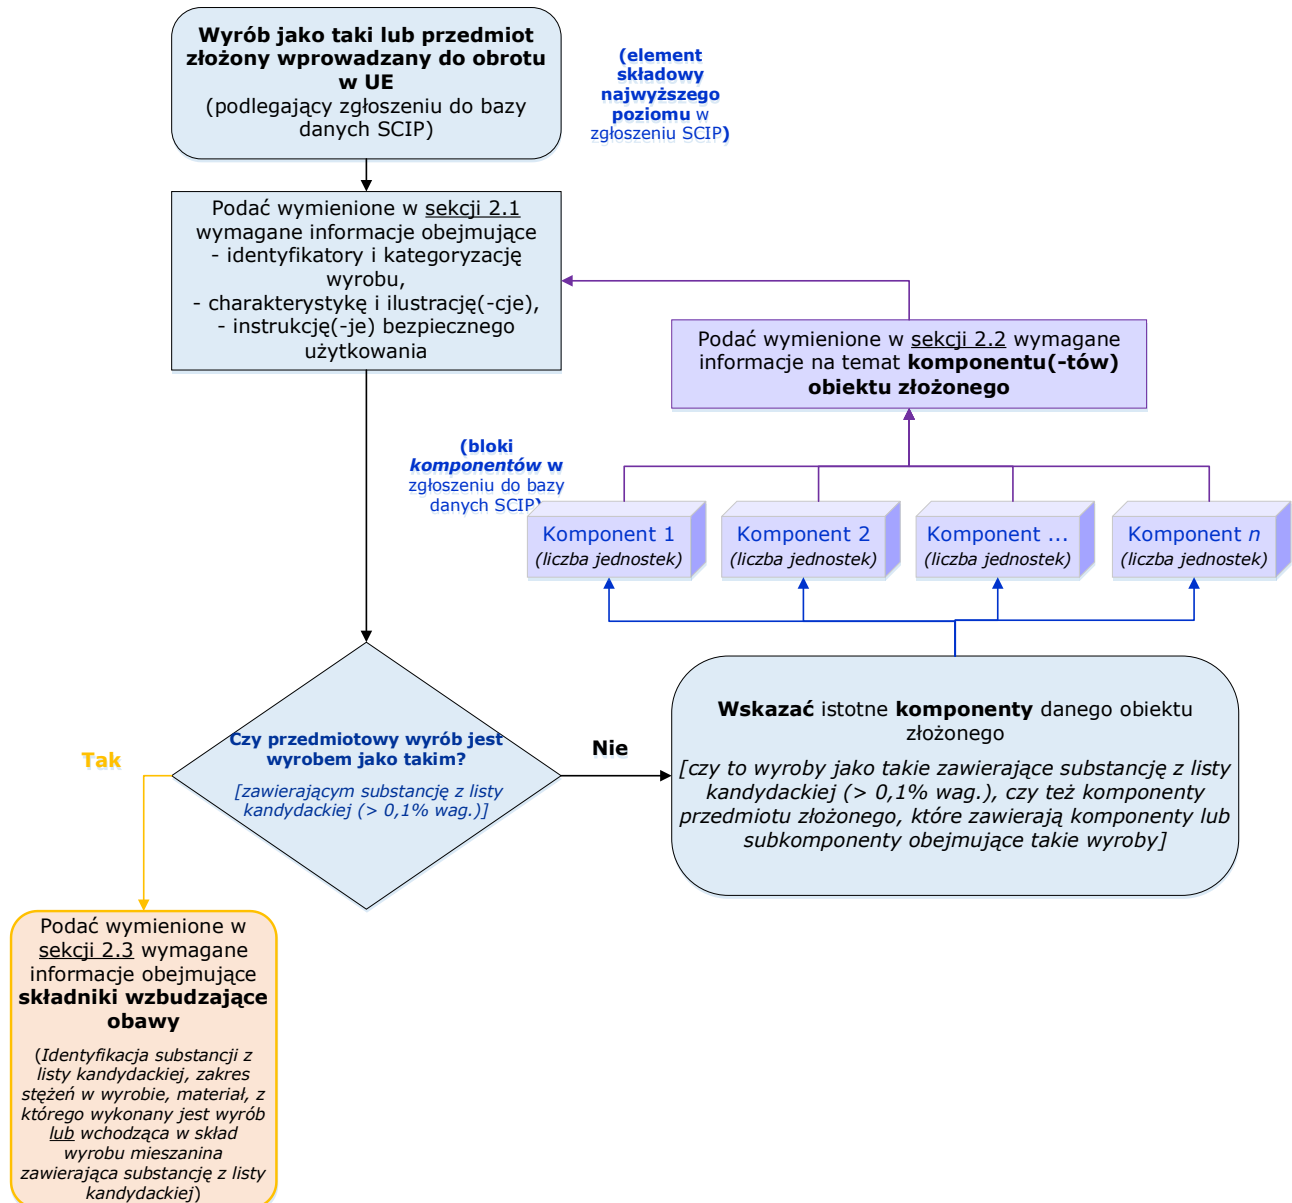 Wyrób jako taki lub przedmiot
złożony wprowadzany do obrotu
w UE
(podlegający zgłoszeniu do bazy
danych SCIP)
(element
składowy
najwyższego
poziomu w
zgłoszeniu SCIP)
Podać wymienione w sekcji 2.1
wymagane informacje obejmujące
- identyfikatory i kategoryzację
wyrobu,
- charakterystykę i ilustrację(-cje),
- instrukcję(-je) bezpiecznego
użytkowania
Podać wymienione w sekcji 2.2 wymagane
informacje na temat komponentu(-tów)
obiektu złożonego
(bloki
komponentów w
zgłoszeniu do bazy
danych SCIP)
Komponent 1
(liczba jednostek)
Komponent 2
(liczba jednostek)
Komponent ...
(liczba jednostek)
Komponent n
(liczba jednostek)
Czy przedmiotowy wyrób jest
wyrobem jako takim?
[zawierającym substancję z listy
kandydackiej (> 0,1% wag.)]
Tak
Nie
Wskazać istotne komponenty danego obiektu
złożonego
[czy to wyroby jako takie zawierające substancję z listy
kandydackiej (> 0,1% wag.), czy też komponenty
przedmiotu złożonego, które zawierają komponenty lub
subkomponenty obejmujące takie wyroby]
Podać wymienione w
sekcji 2.3 wymagane
informacje obejmujące
składniki wzbudzające
obawy
(Identyfikacja substancji z
listy kandydackiej, zakres
stężeń w wyrobie, materiał, z
którego wykonany jest wyrób
lub wchodząca w skład
wyrobu mieszanina
zawierająca substancję z listy
kandydackiej)